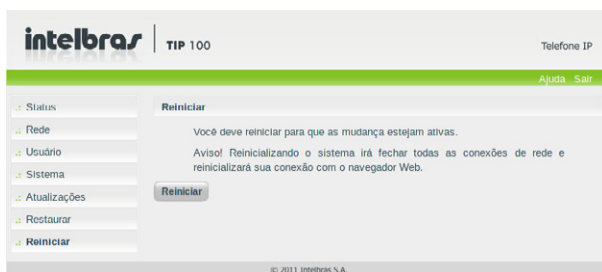 intelbras TIP 100
Telefone IP
Ajuda Sair
.: Status
.: Rede
.: Usuário
.: Sistema
.: Atualizações
.: Restaurar
.: Reiniciar
Reiniciar
Você deve reiniciar para que as mudança estejam ativas.
Aviso! Reinicializando o sistema irá fechar todas as conexões de rede e
reinicializará sua conexão com o navegador Web.
Reiniciar
© 2011 Intelbras S.A.